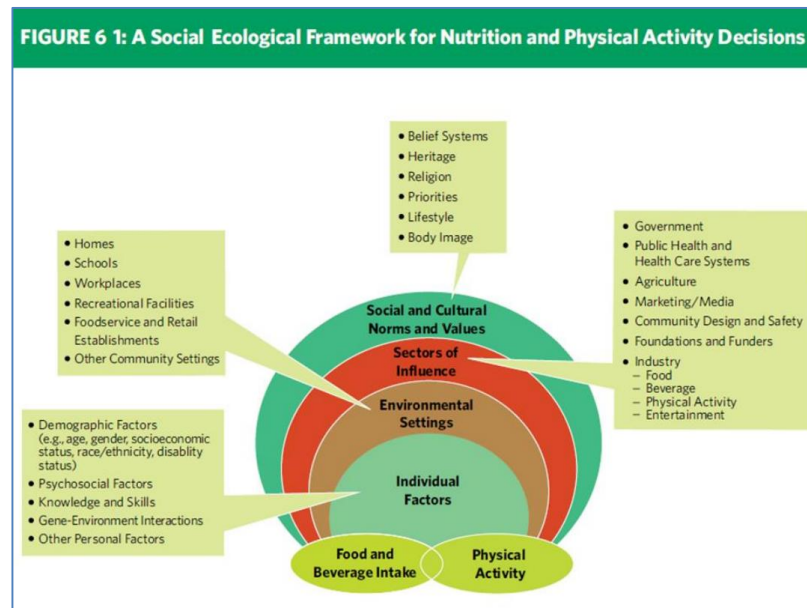 FIGURE 6 1: A Social Ecological Framework for Nutrition and Physical Activity Decisions
• Belief Systems
• Heritage
• Religion
• Priorities
• Lifestyle
• Body Image
• Homes
• Schools
• Workplaces
• Recreational Facilities
• Foodservice and Retail
Establishments
• Other Community Settings
• Government
• Public Health and
Health Care Systems
• Agriculture
• Marketing/Media
• Community Design and Safety
• Foundations and Funders
• Industry
– Food
– Beverage
– Physical Activity
– Entertainment
• Demographic Factors
(e.g., age, gender, socioeconomic
status, race/ethnicity, disablity
status)
• Psychosocial Factors
• Knowledge and Skills
• Gene-Environment Interactions
• Other Personal Factors
Social and Cultural
Norms and Values
Sectors of
Influence
Environmental
Settings
Individual
Factors
Food and
Beverage Intake
Physical
Activity